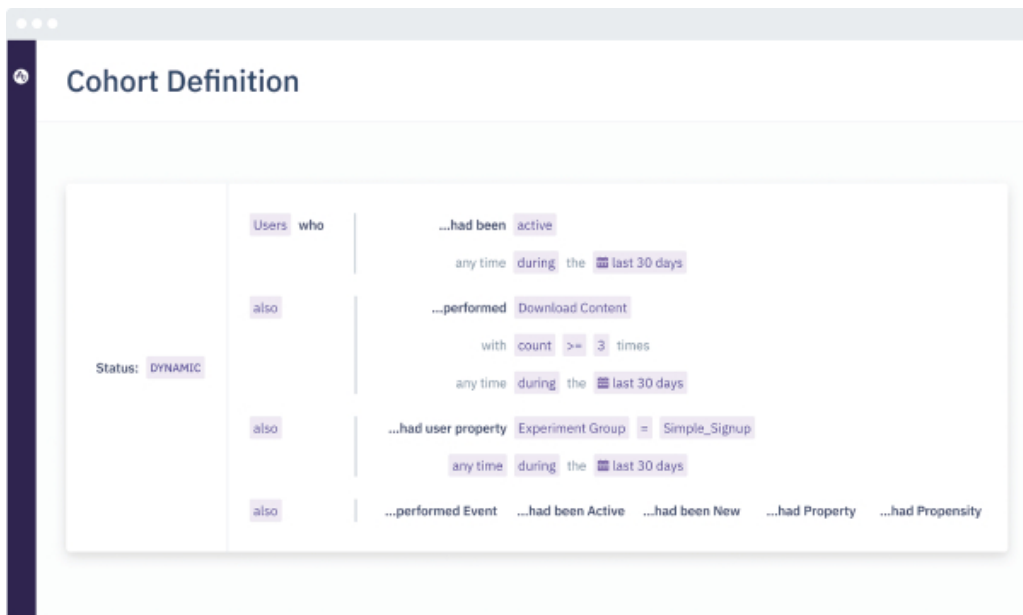 Cohort Definition
Users who ...had been active
any time during the last 30 days
also ...performed Download Content
with count >= 3 times
Status: DYNAMIC
any time during the last 30 days
also ...had user property Experiment Group = Simple_Signup
any time during the last 30 days
also ...performed Event ...had been Active ...had been New ...had Property ...had Propensity